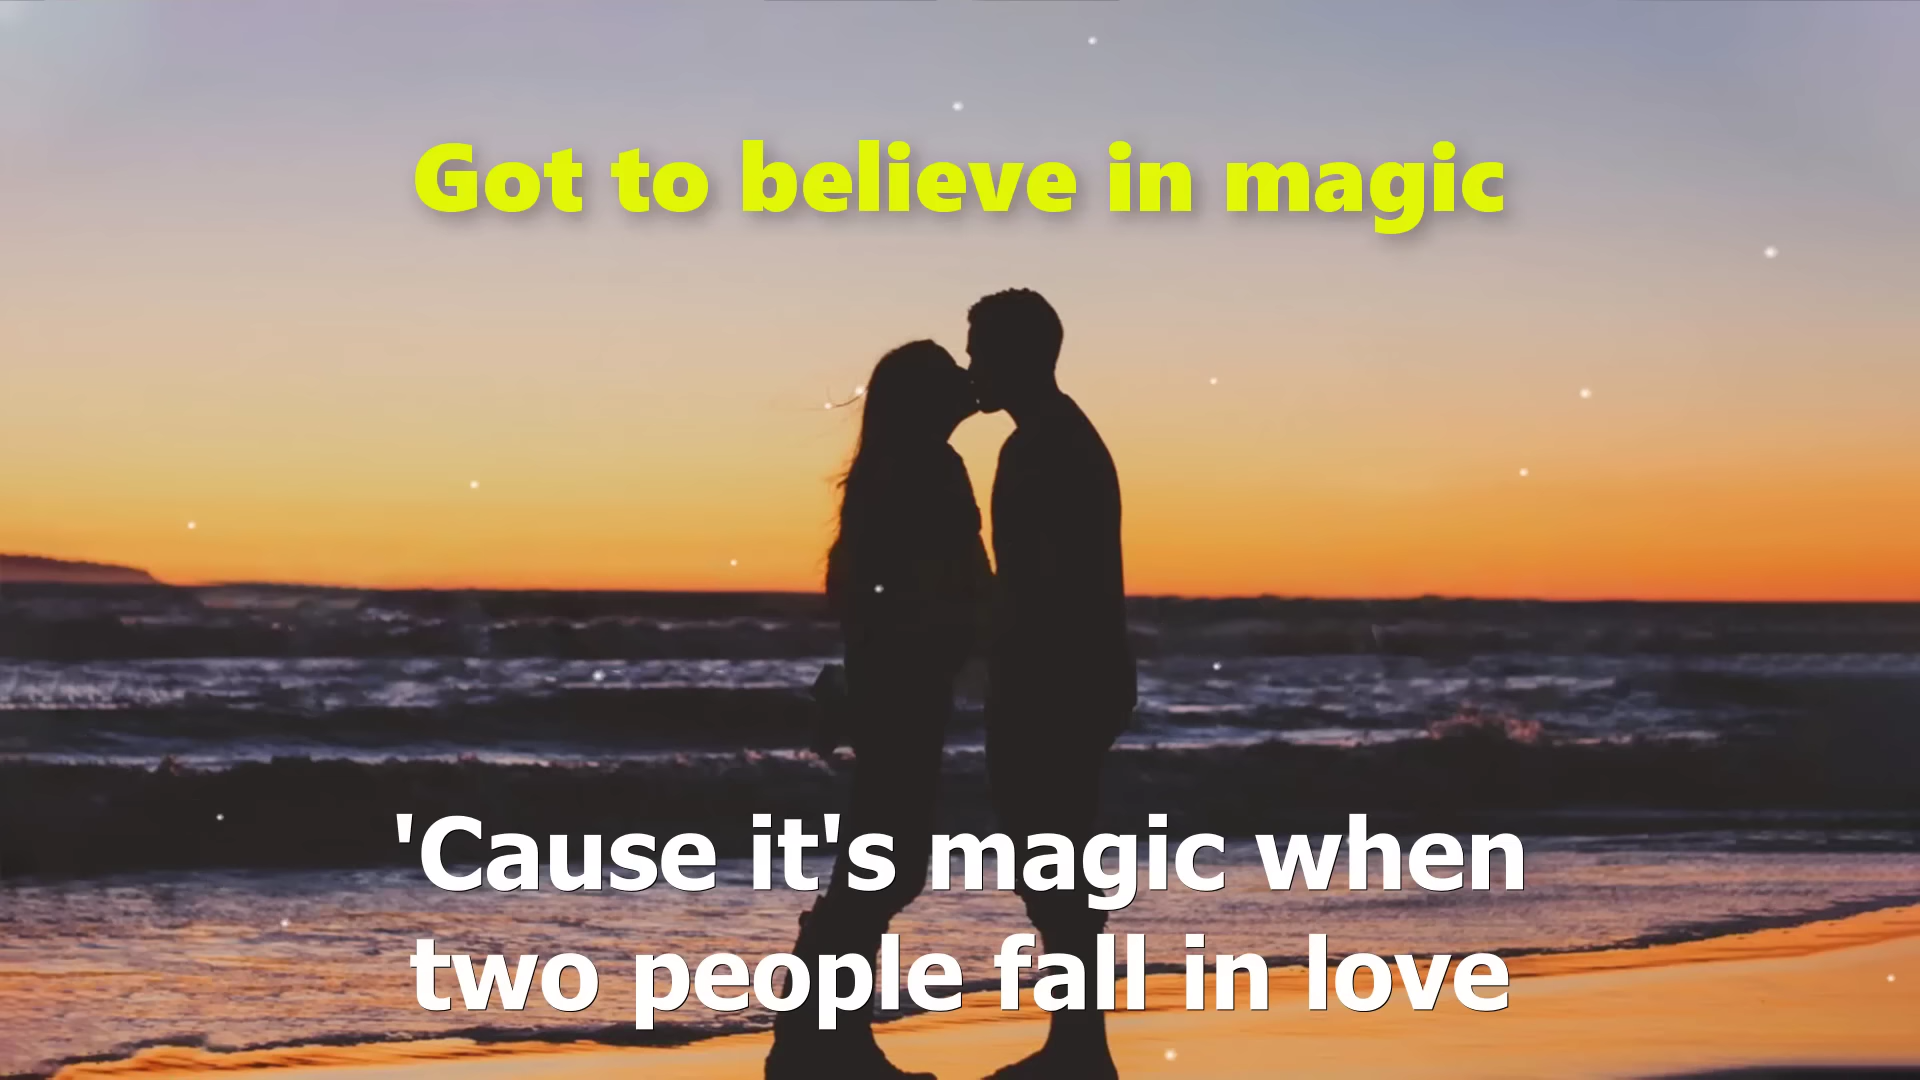 Got to believe in magic
'Cause it's magic when
two people fall in love